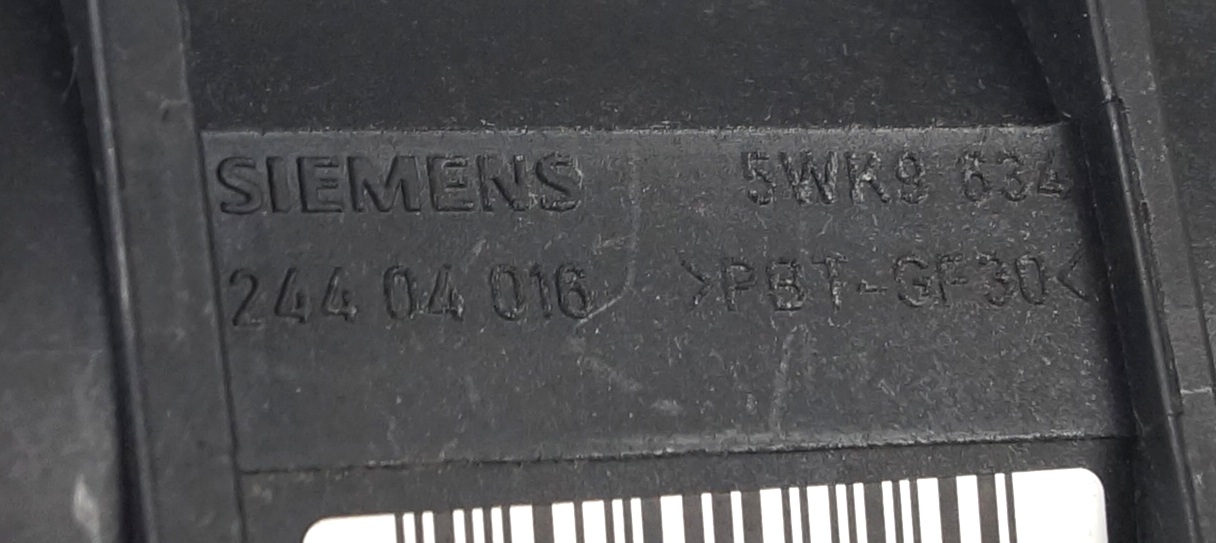 SIEMENS 5WK9 634
244 04 016 >PBT-GF30<